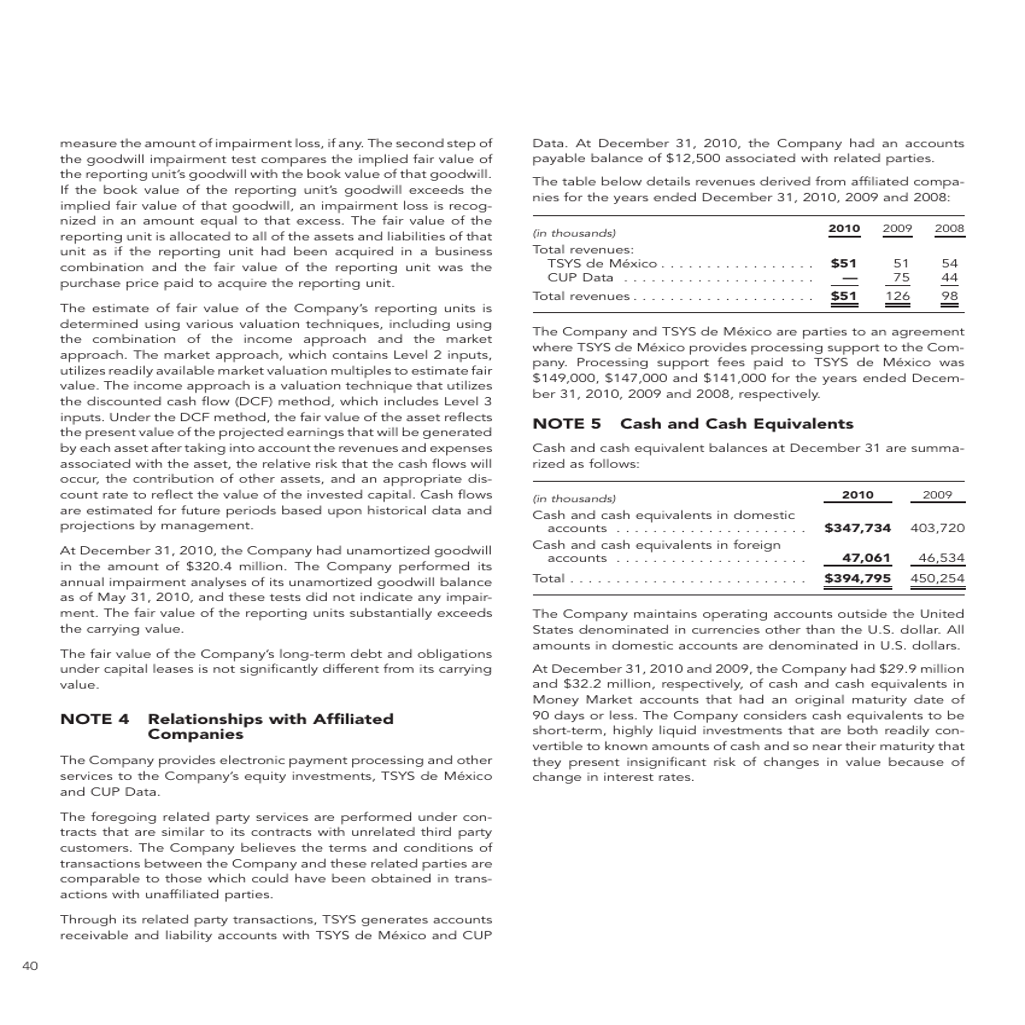 measure the amount of impairment loss, if any. The second step of
the goodwill impairment test compares the implied fair value of
the reporting unit’s goodwill with the book value of that goodwill.
If the book value of the reporting unit’s goodwill exceeds the
implied fair value of that goodwill, an impairment loss is recog-
nized in an amount equal to that excess. The fair value of the
reporting unit is allocated to all of the assets and liabilities of that
unit as if the reporting unit had been acquired in a business
combination and the fair value of the reporting unit was the
purchase price paid to acquire the reporting unit.
The estimate of fair value of the Company’s reporting units is
determined using various valuation techniques, including using
the combination of the income approach and the market
approach. The market approach, which contains Level 2 inputs,
utilizes readily available market valuation multiples to estimate fair
value. The income approach is a valuation technique that utilizes
the discounted cash flow (DCF) method, which includes Level 3
inputs. Under the DCF method, the fair value of the asset reflects
the present value of the projected earnings that will be generated
by each asset after taking into account the revenues and expenses
associated with the asset, the relative risk that the cash flows will
occur, the contribution of other assets, and an appropriate dis-
count rate to reflect the value of the invested capital. Cash flows
are estimated for future periods based upon historical data and
projections by management.
At December 31, 2010, the Company had unamortized goodwill
in the amount of $320.4 million. The Company performed its
annual impairment analyses of its unamortized goodwill balance
as of May 31, 2010, and these tests did not indicate any impair-
ment. The fair value of the reporting units substantially exceeds
the carrying value.
The fair value of the Company’s long-term debt and obligations
under capital leases is not significantly different from its carrying
value.
NOTE 4 Relationships with Affiliated
Companies
The Company provides electronic payment processing and other
services to the Company’s equity investments, TSYS de México
and CUP Data.
The foregoing related party services are performed under con-
tracts that are similar to its contracts with unrelated third party
customers. The Company believes the terms and conditions of
transactions between the Company and these related parties are
comparable to those which could have been obtained in trans-
actions with unaffiliated parties.
Through its related party transactions, TSYS generates accounts
receivable and liability accounts with TSYS de México and CUP
Data. At December 31, 2010, the Company had an accounts
payable balance of $12,500 associated with related parties.
The table below details revenues derived from affiliated compa-
nies for the years ended December 31, 2010, 2009 and 2008:
(in thousands) 2010 2009 2008
Total revenues:
TSYS de México . . . . . . . . . . . . . . . . . $51 51 54
CUP Data . . . . . . . . . . . . . . . . . . . . . — 75 44
Total revenues . . . . . . . . . . . . . . . . . . . . $51 126 98
The Company and TSYS de México are parties to an agreement
where TSYS de México provides processing support to the Com-
pany. Processing support fees paid to TSYS de México was
$149,000, $147,000 and $141,000 for the years ended Decem-
ber 31, 2010, 2009 and 2008, respectively.
NOTE 5 Cash and Cash Equivalents
Cash and cash equivalent balances at December 31 are summa-
rized as follows:
(in thousands) 2010 2009
Cash and cash equivalents in domestic
accounts . . . . . . . . . . . . . . . . . . . . . $347,734 403,720
Cash and cash equivalents in foreign
accounts . . . . . . . . . . . . . . . . . . . . . 47,061 46,534
Total . . . . . . . . . . . . . . . . . . . . . . . . . . $394,795 450,254
The Company maintains operating accounts outside the United
States denominated in currencies other than the U.S. dollar. All
amounts in domestic accounts are denominated in U.S. dollars.
At December 31, 2010 and 2009, the Company had $29.9 million
and $32.2 million, respectively, of cash and cash equivalents in
Money Market accounts that had an original maturity date of
90 days or less. The Company considers cash equivalents to be
short-term, highly liquid investments that are both readily con-
vertible to known amounts of cash and so near their maturity that
they present insignificant risk of changes in value because of
change in interest rates.
40